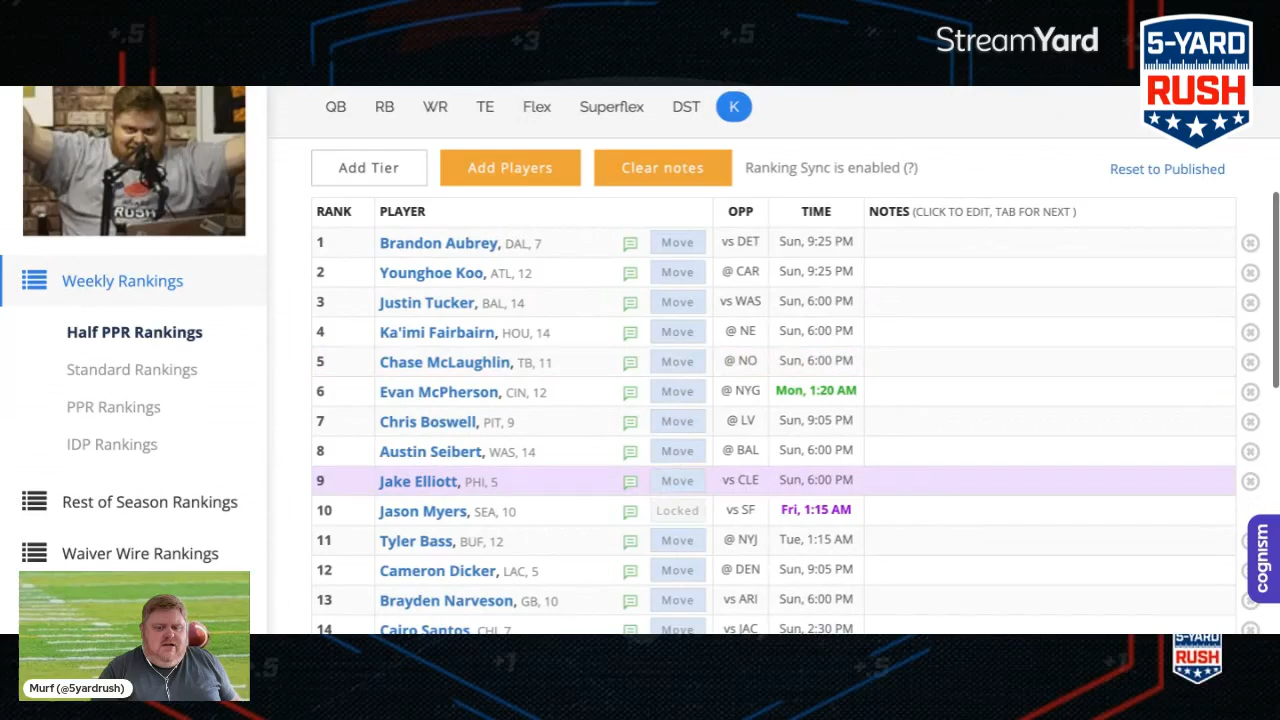 +.5
+3
+.5
StreamYard
5-YARD
RUSH
QB RB WR TE Flex Superflex DST K
RUSH
Add Tier Add Players Clear notes Ranking Sync is enabled (?) Reset to Published
RANK PLAYER OPP TIME NOTES (CLICK TO EDIT, TAB FOR NEXT )
1 Brandon Aubrey, DAL, 7 Move vs DET Sun, 9:25 PM
2 Younghoe Koo, ATL, 12 Move @ CAR Sun, 9:25 PM
3 Justin Tucker, BAL, 14 Move vs WAS Sun, 6:00 PM
4 Ka'imi Fairbairn, HOU, 14 Move @ NE Sun, 6:00 PM
5 Chase McLaughlin, TB, 11 Move @ NO Sun, 6:00 PM
6 Evan McPherson, CIN, 12 Move @ NYG Mon, 1:20 AM
7 Chris Boswell, PIT, 9 Move @ LV Sun, 9:05 PM
8 Austin Seibert, WAS, 14 Move @ BAL Sun, 6:00 PM
9 Jake Elliott, PHI, 5 Move vs CLE Sun, 6:00 PM
10 Jason Myers, SEA, 10 Locked vs SF Fri, 1:15 AM
11 Tyler Bass, BUF, 12 Move @ NYJ Tue, 1:15 AM
12 Cameron Dicker, LAC, 5 Move @ DEN Sun, 9:05 PM
13 Brayden Narveson, GB, 10 Move vs ARI Sun, 6:00 PM
14 Cairo Santos, CHI, 7 Move vs JAC Sun, 2:30 PM
Weekly Rankings
Half PPR Rankings
Standard Rankings
PPR Rankings
IDP Rankings
Rest of Season Rankings
Waiver Wire Rankings
cognism
Murf (@5yardrush)
+.5
5-YARD
RUSH